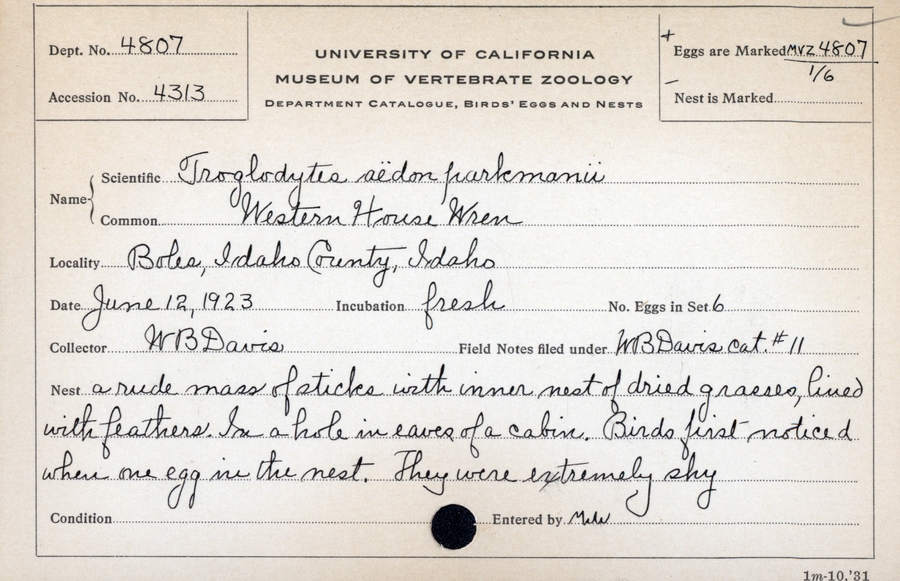 Dept. No. 4807
Accession No. 4313
UNIVERSITY OF CALIFORNIA
MUSEUM OF VERTEBRATE ZOOLOGY
DEPARTMENT CATALOGUE, BIRDS' EGGS AND NESTS
+ Eggs are Marked MVZ 4807
1/6
– Nest is Marked
Name
Scientific Troglodytes aëdon parkmanii
Common Western House Wren
Locality Boles, Idaho County, Idaho
Date June 12, 1923 Incubation fresh No. Eggs in Set 6
Collector WB Davis Field Notes filed under WB Davis cat. # 11
Nest a rude mass of sticks with inner nest of dried grasses, lined
with feathers. In a hole in eaves of a cabin. Birds first noticed
when one egg in the nest. They were extremely shy
Condition Entered by
1m-10,'31